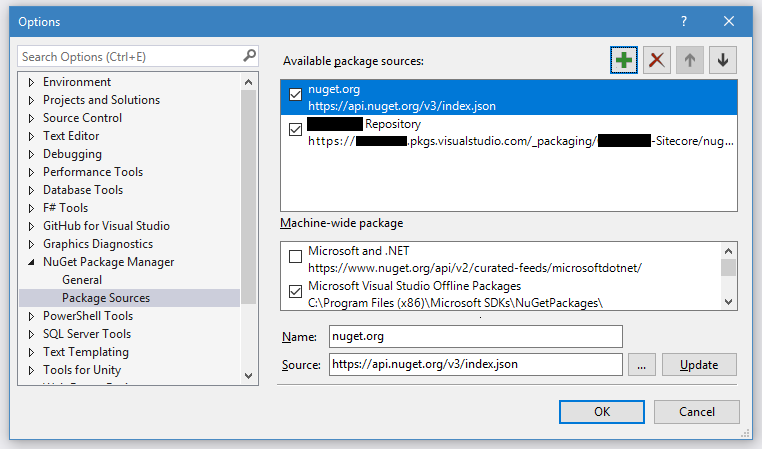 Options
?
Search Options (Ctrl+E)
Environment
Projects and Solutions
Source Control
Text Editor
Debugging
Performance Tools
Database Tools
F# Tools
GitHub for Visual Studio
Graphics Diagnostics
NuGet Package Manager
General
Package Sources
PowerShell Tools
SQL Server Tools
Text Templating
Tools for Unity
Available package sources:
nuget.org
https://api.nuget.org/v3/index.json
Repository
https:// .pkgs.visualstudio.com/_packaging/ -Sitecore/nug...
Machine-wide package
Microsoft and .NET
https://www.nuget.org/api/v2/curated-feeds/microsoftdotnet/
Microsoft Visual Studio Offline Packages
C:\Program Files (x86)\Microsoft SDKs\NuGetPackages\
Name: nuget.org
Source: https://api.nuget.org/v3/index.json ... Update
OK Cancel